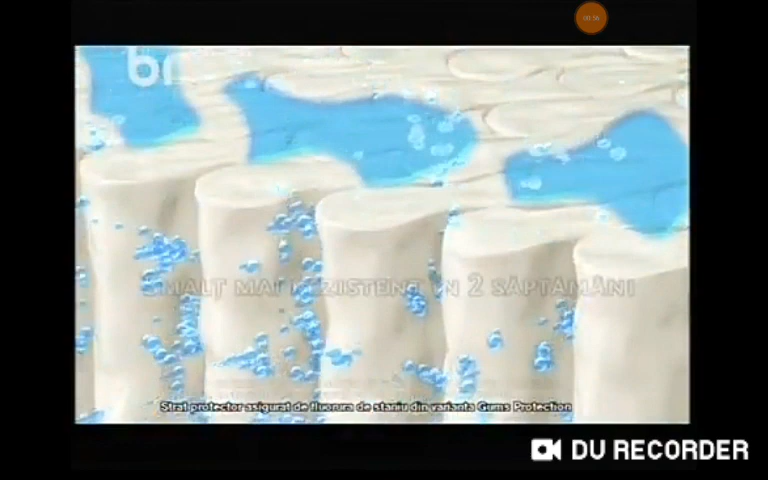 br
SMALȚ MAI REZISTENT ÎN 2 SĂPTĂMÂNI
Strat protector asigurat de fluorura de staniu din varianta Gums Protection
DU RECORDER